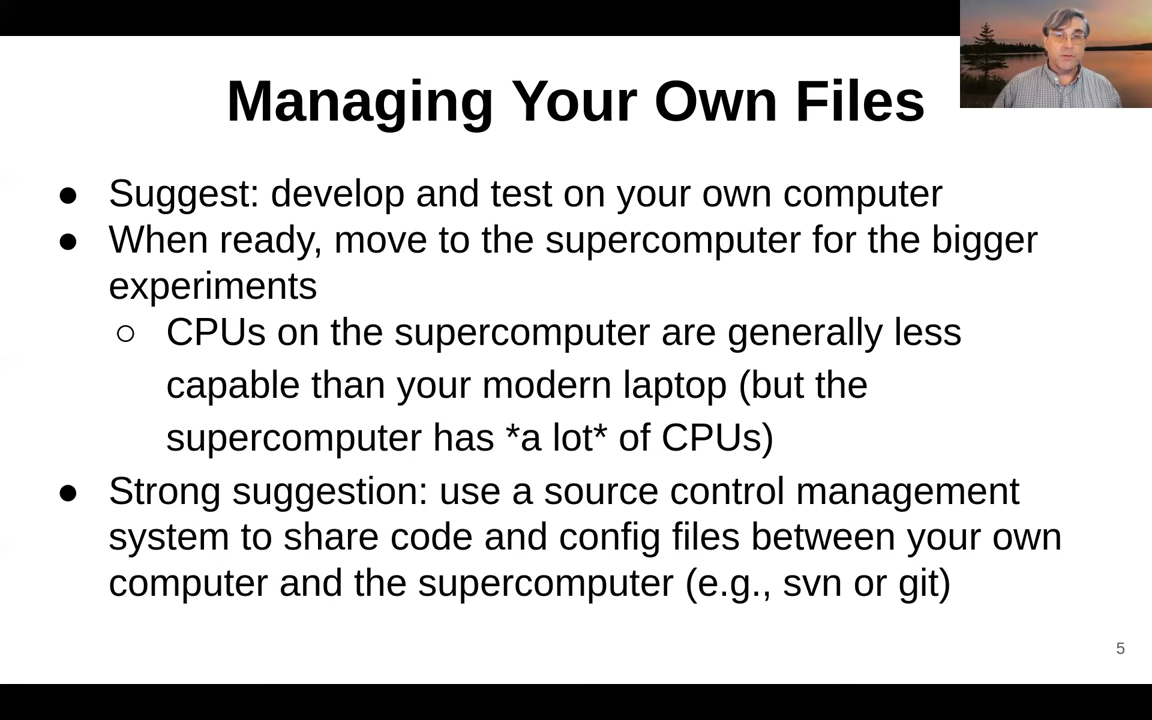 Managing Your Own Files
● Suggest: develop and test on your own computer
● When ready, move to the supercomputer for the bigger
experiments
○ CPUs on the supercomputer are generally less
capable than your modern laptop (but the
supercomputer has *a lot* of CPUs)
● Strong suggestion: use a source control management
system to share code and config files between your own
computer and the supercomputer (e.g., svn or git)
5